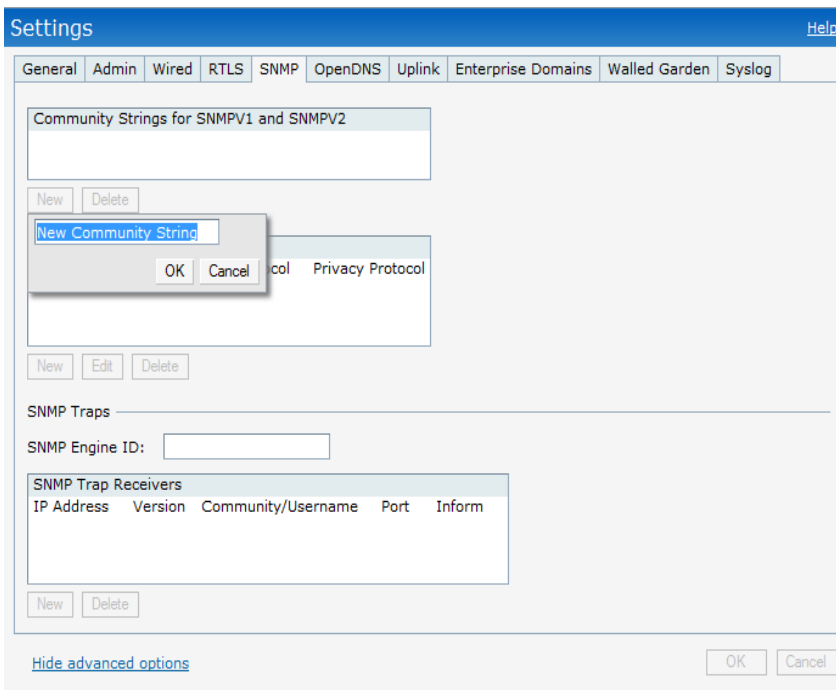 Settings
Help
General Admin Wired RTLS SNMP OpenDNS Uplink Enterprise Domains Walled Garden Syslog
Community Strings for SNMPV1 and SNMPV2
New Delete
New Community String
OK Cancel
Privacy Protocol
New Edit Delete
SNMP Traps
SNMP Engine ID:
SNMP Trap Receivers
IP Address Version Community/Username Port Inform
New Delete
Hide advanced options
OK Cancel